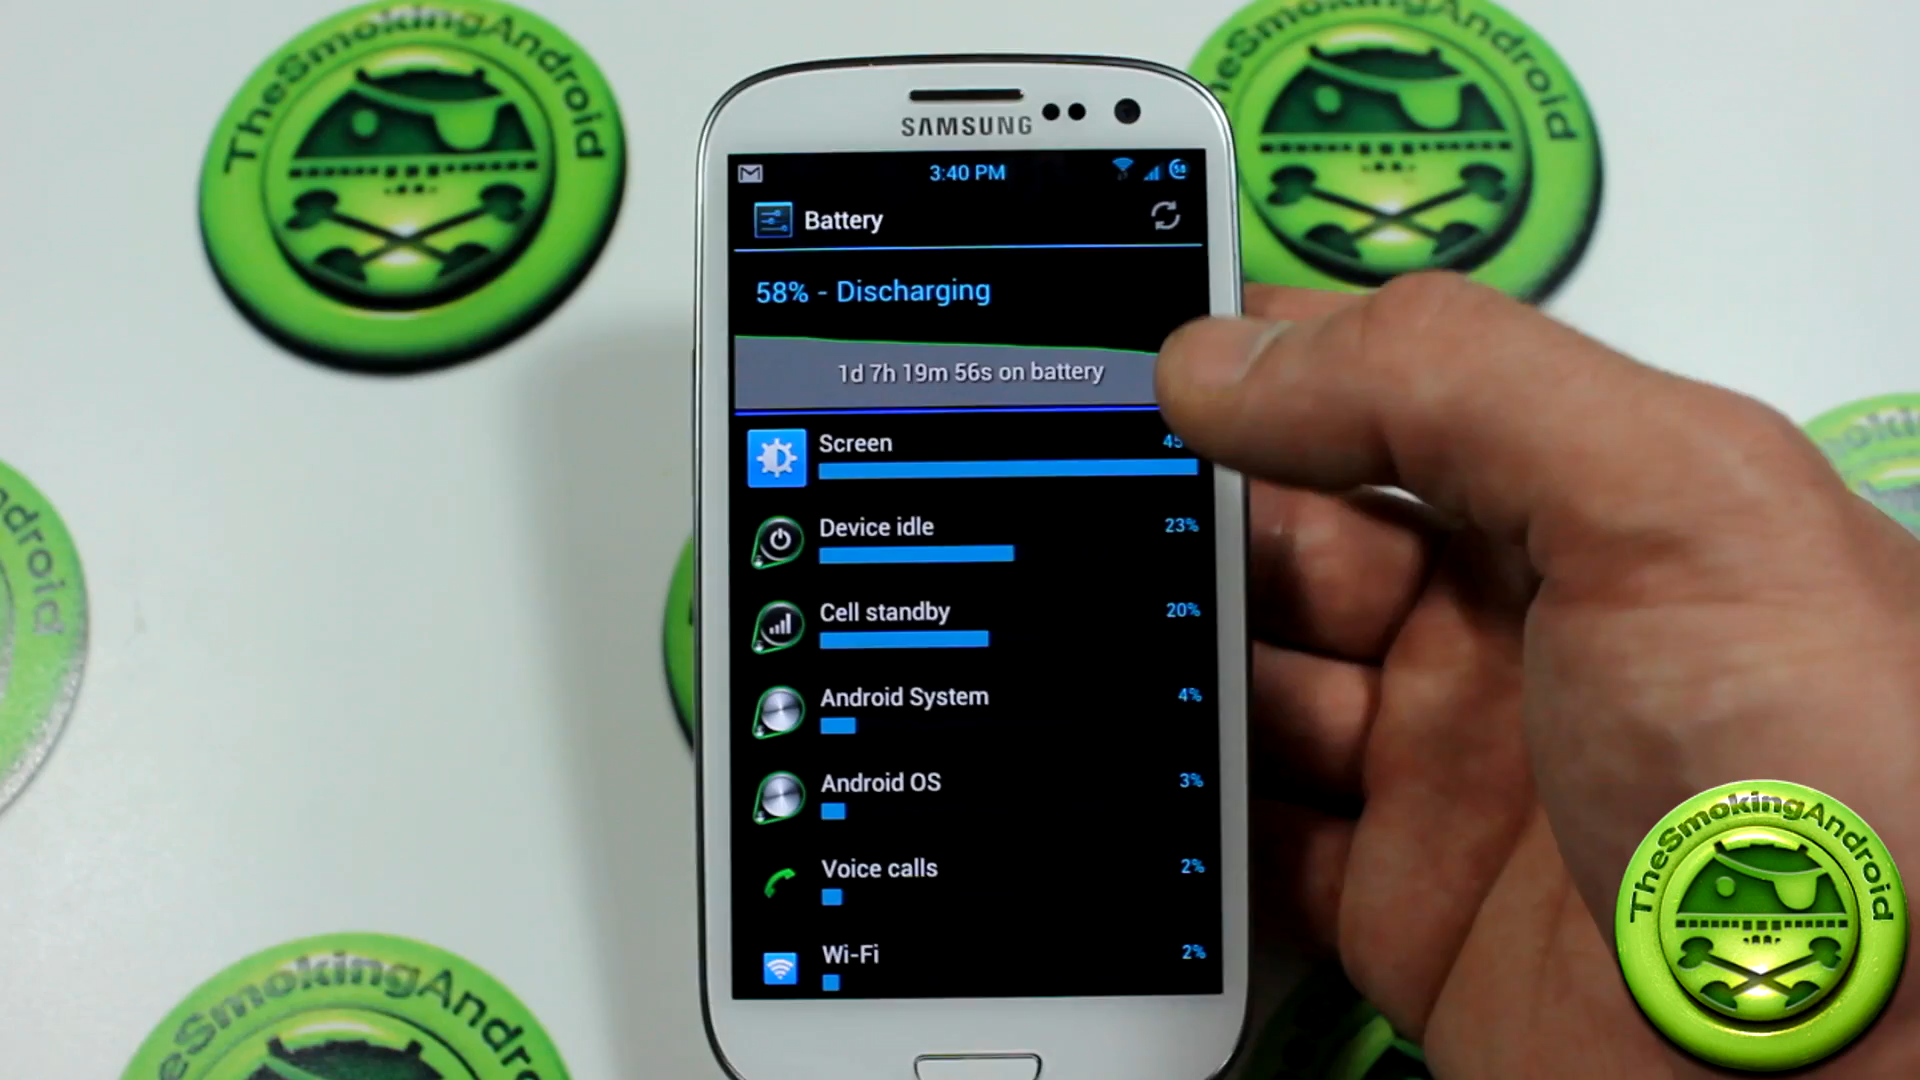 TheSmokingAndroid
TheSmokingAndroid
SAMSUNG
3:40 PM
58
Battery
58% - Discharging
1d 7h 19m 56s on battery
Screen
Device idle
23%
Cell standby
20%
Android System
4%
Android OS
3%
Voice calls
2%
Wi-Fi
2%
TheSmokingAndroid
TheSmokingAndroid